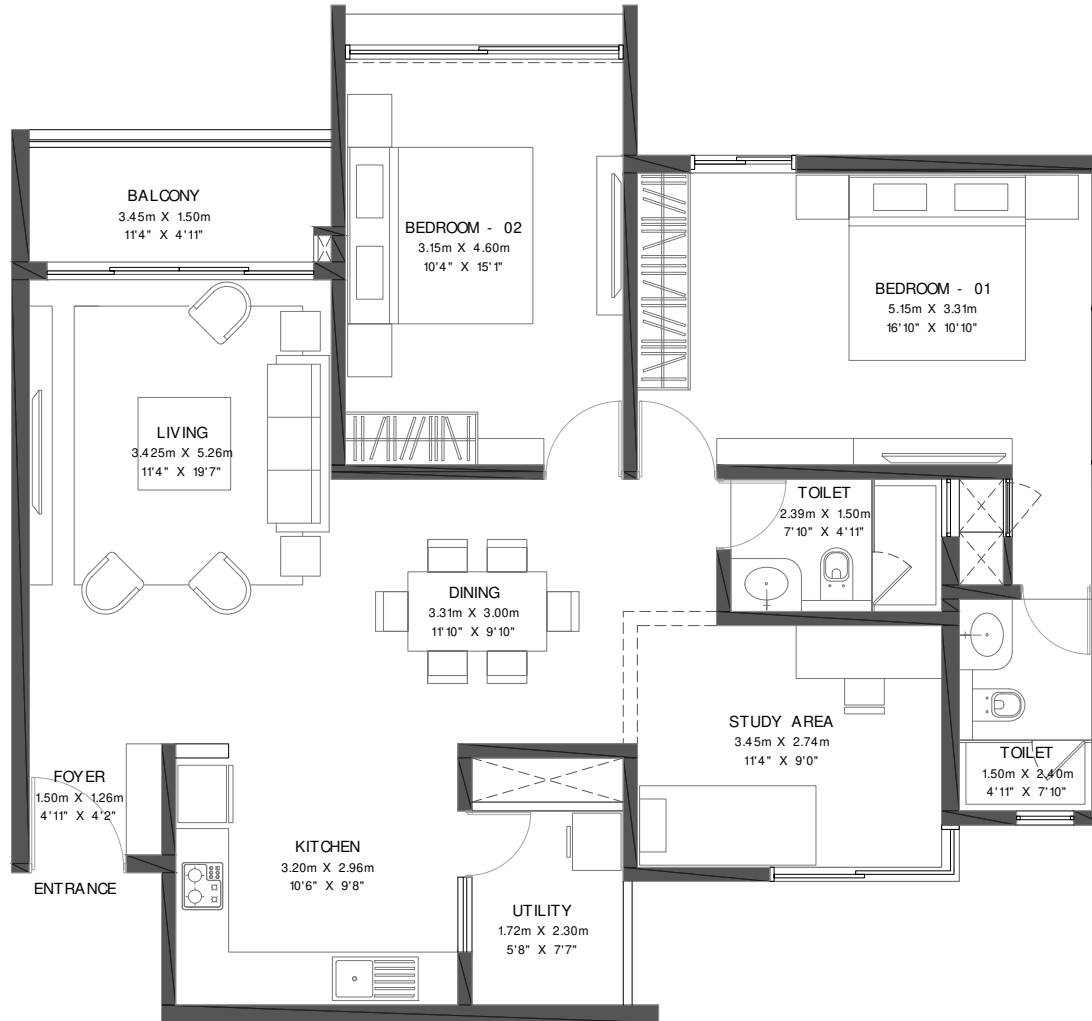 BALCONY
3.45m X 1.50m
11'4" X 4'11"
BEDROOM - 02
3.15m X 4.60m
10'4" X 15'1"
BEDROOM - 01
5.15m X 3.31m
16'10" X 10'10"
LIVING
3.425m X 5.26m
11'4" X 19'7"
TOILET
2.39m X 1.50m
7'10" X 4'11"
DINING
3.31m X 3.00m
11'10" X 9'10"
STUDY AREA
3.45m X 2.74m
11'4" X 9'0"
TOILET
1.50m X 2.40m
4'11" X 7'10"
FOYER
1.50m X 1.26m
4'11" X 4'2"
ENTRANCE
KITCHEN
3.20m X 2.96m
10'6" X 9'8"
UTILITY
1.72m X 2.30m
5'8" X 7'7"